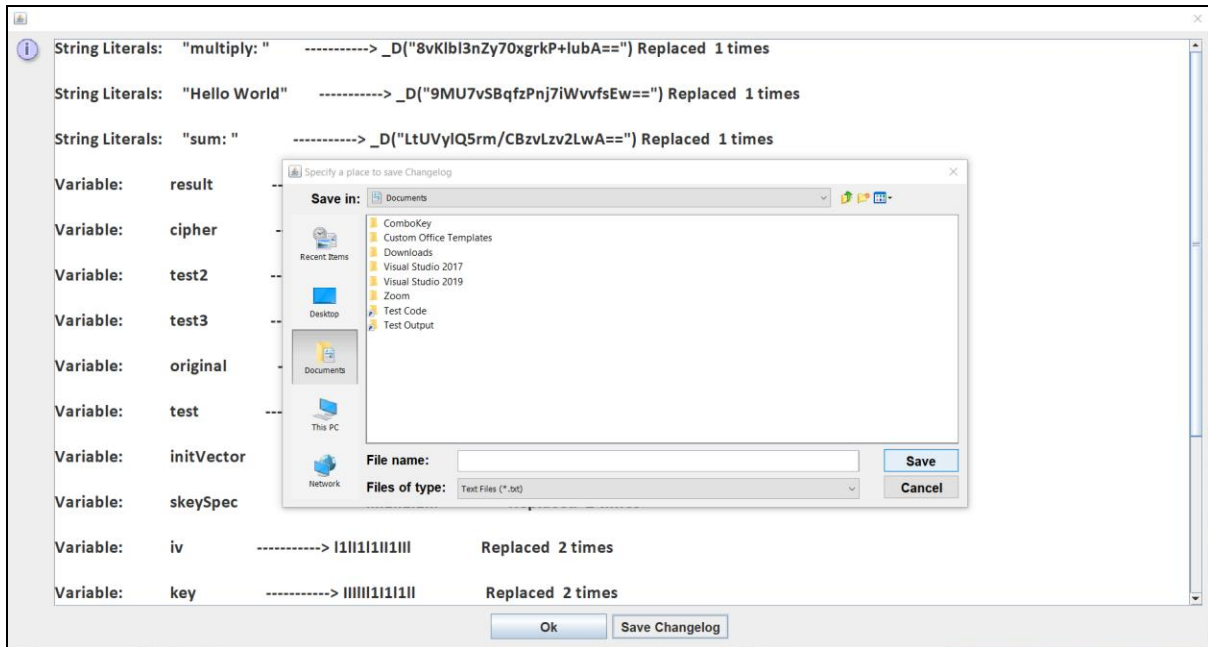 String Literals: "multiply: " -----------> _D("8vKlbl3nZy70xgrkP+lubA==") Replaced 1 times
String Literals: "Hello World" -----------> _D("9MU7vSBqfzPnj7iWvvfsEw==") Replaced 1 times
String Literals: "sum: " -----------> _D("LtUVylQ5rm/CBzvLzv2LwA==") Replaced 1 times
Variable: result --
Variable: cipher -
Variable: test2 --
Variable: test3 --
Variable: original -
Variable: test ---
Variable: initVector
Variable: skeySpec
Variable: iv -----------> l1lI1l1II1Ill Replaced 2 times
Variable: key -----------> IIIIIl1I1l1ll Replaced 2 times
Ok
Save Changelog
Specify a place to save Changelog
Save in: Documents
Recent Items
Desktop
Documents
This PC
Network
ComboKey
Custom Office Templates
Downloads
Visual Studio 2017
Visual Studio 2019
Zoom
Test Code
Test Output
File name:
Save
Files of type: Text Files (*.txt)
Cancel